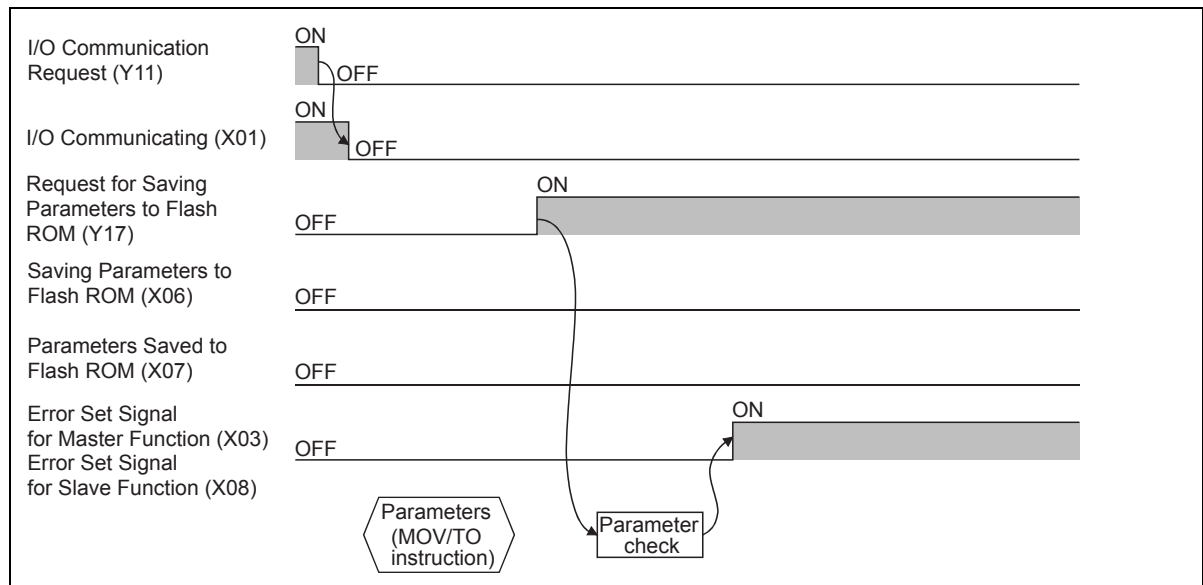 ON
I/O Communication
Request (Y11)
OFF
ON
I/O Communicating (X01)
OFF
Request for Saving
Parameters to Flash
ROM (Y17)
ON
OFF
Saving Parameters to
Flash ROM (X06)
OFF
Parameters Saved to
Flash ROM (X07)
OFF
Error Set Signal
for Master Function (X03)
Error Set Signal
for Slave Function (X08)
ON
OFF
Parameters
(MOV/TO
instruction)
Parameter
check